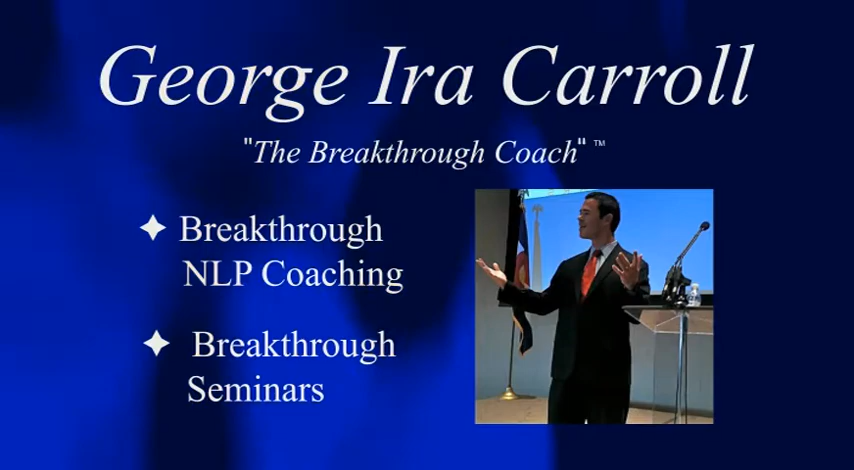 George Ira Carroll
"The Breakthrough Coach" ™
✦ Breakthrough
NLP Coaching
✦ Breakthrough
Seminars